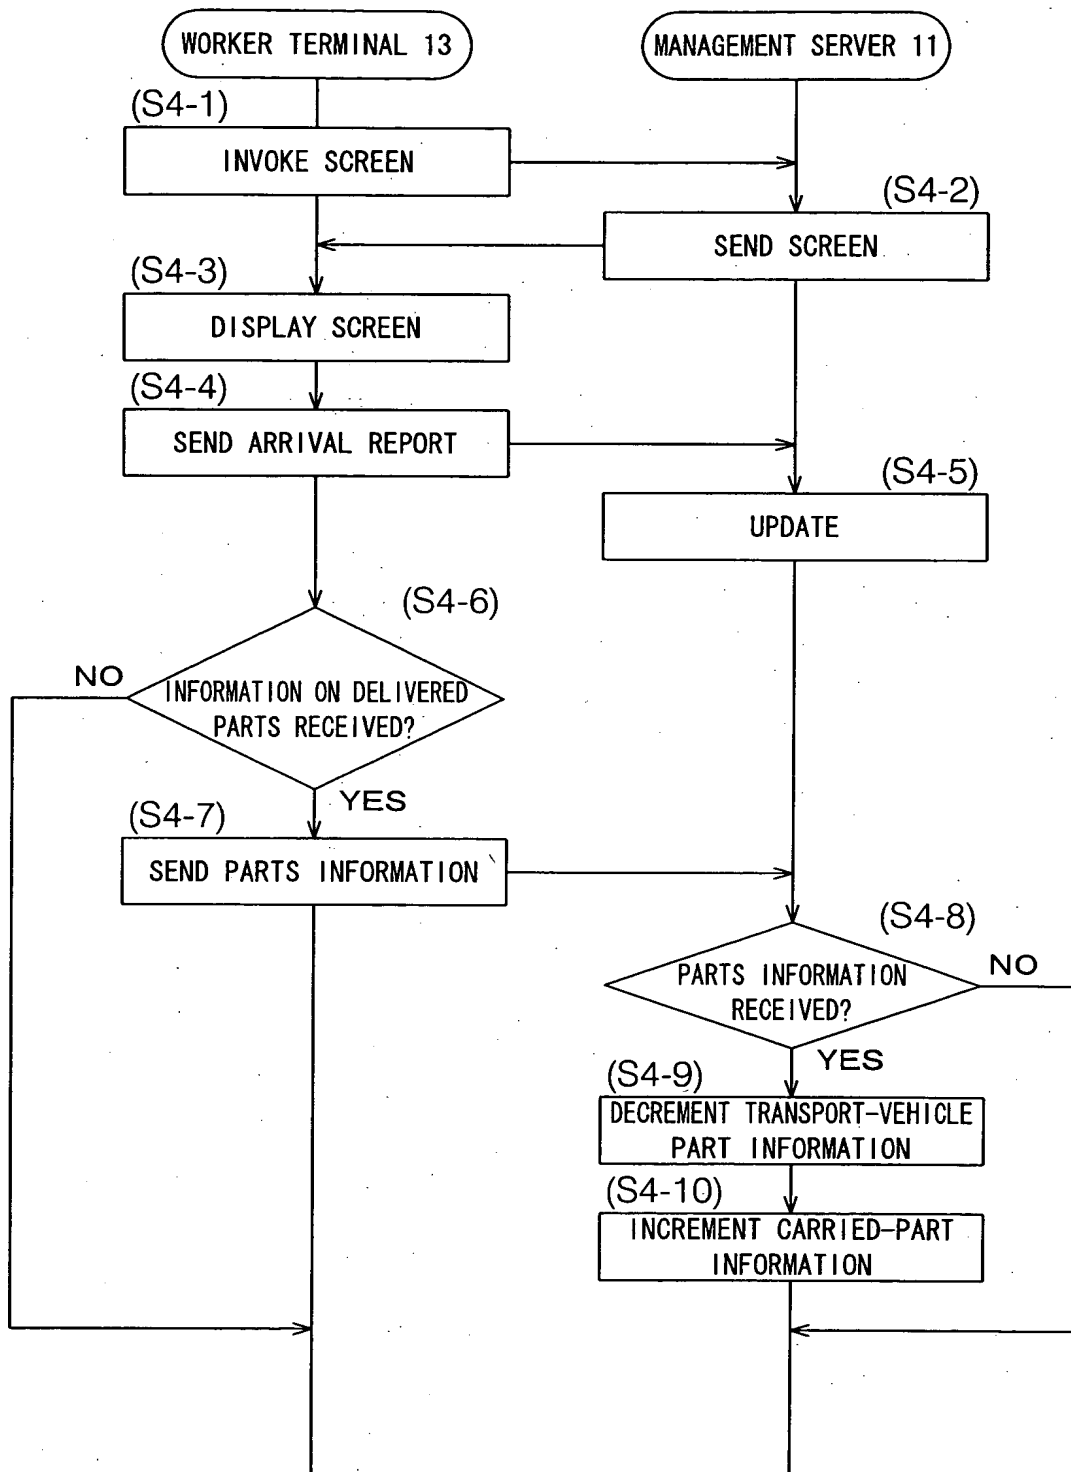 WORKER TERMINAL 13
MANAGEMENT SERVER 11
(S4-1)
INVOKE SCREEN
(S4-2)
SEND SCREEN
(S4-3)
DISPLAY SCREEN
(S4-4)
SEND ARRIVAL REPORT
(S4-5)
UPDATE
(S4-6)
NO
INFORMATION ON DELIVERED
PARTS RECEIVED?
YES
(S4-7)
SEND PARTS INFORMATION
(S4-8)
PARTS INFORMATION
RECEIVED?
NO
YES
(S4-9)
DECREMENT TRANSPORT-VEHICLE
PART INFORMATION
(S4-10)
INCREMENT CARRIED-PART
INFORMATION